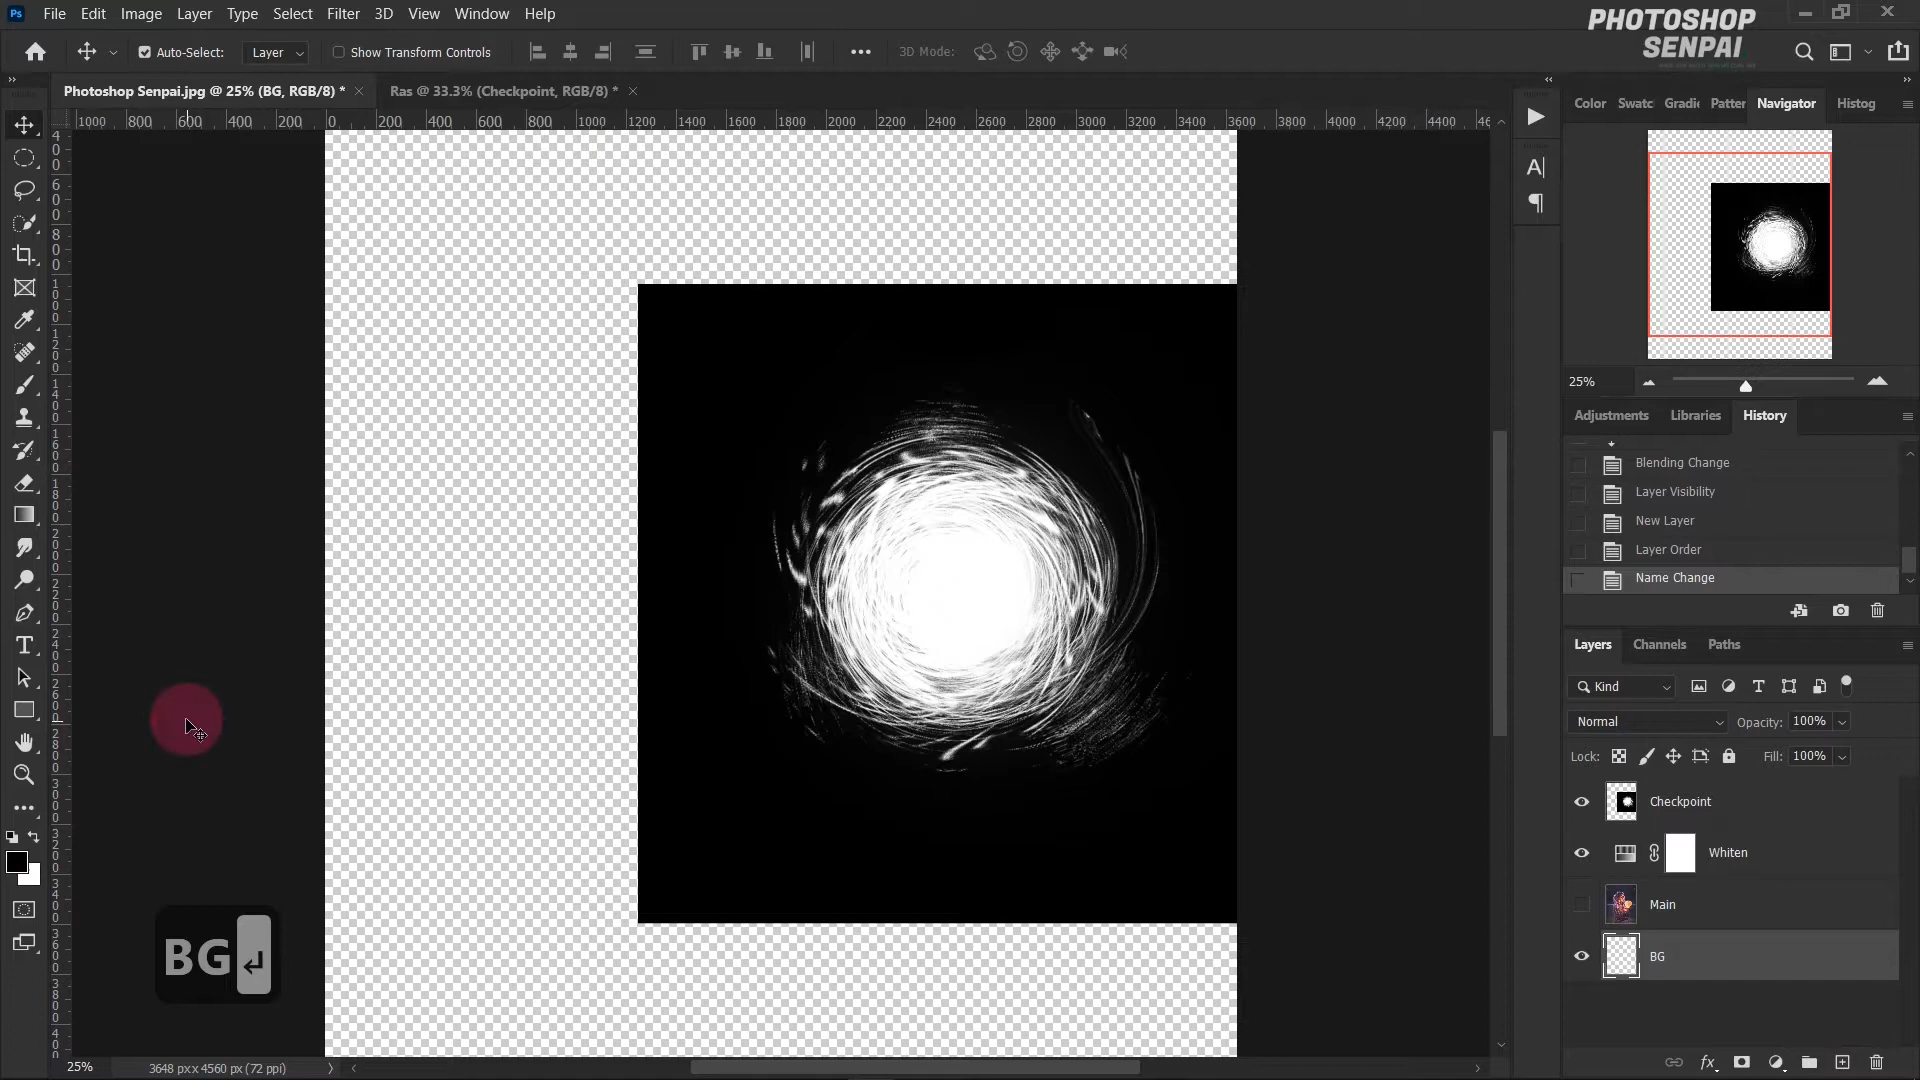 Ps File Edit Image Layer Type Select Filter 3D View Window Help
PHOTOSHOP
SENPAI
Auto-Select: Layer Show Transform Controls 3D Mode:
Photoshop Senpai.jpg @ 25% (BG, RGB/8) * Ras @ 33.3% (Checkpoint, RGB/8) *
1000 800 600 400 200 0 200 400 600 800 1000 1200 1400 1600 1800 2000 2200 2400 2600 2800 3000 3200 3400 3600 3800 4000 4200 4400 46
Color Swatc Gradie Patter Navigator Histog
25%
Adjustments Libraries History
Blending Change
Layer Visibility
New Layer
Layer Order
Name Change
Layers Channels Paths
Kind
Normal Opacity: 100%
Lock: Fill: 100%
Checkpoint
Whiten
Main
BG
BG
25% 3648 px x 4560 px (72 ppi)